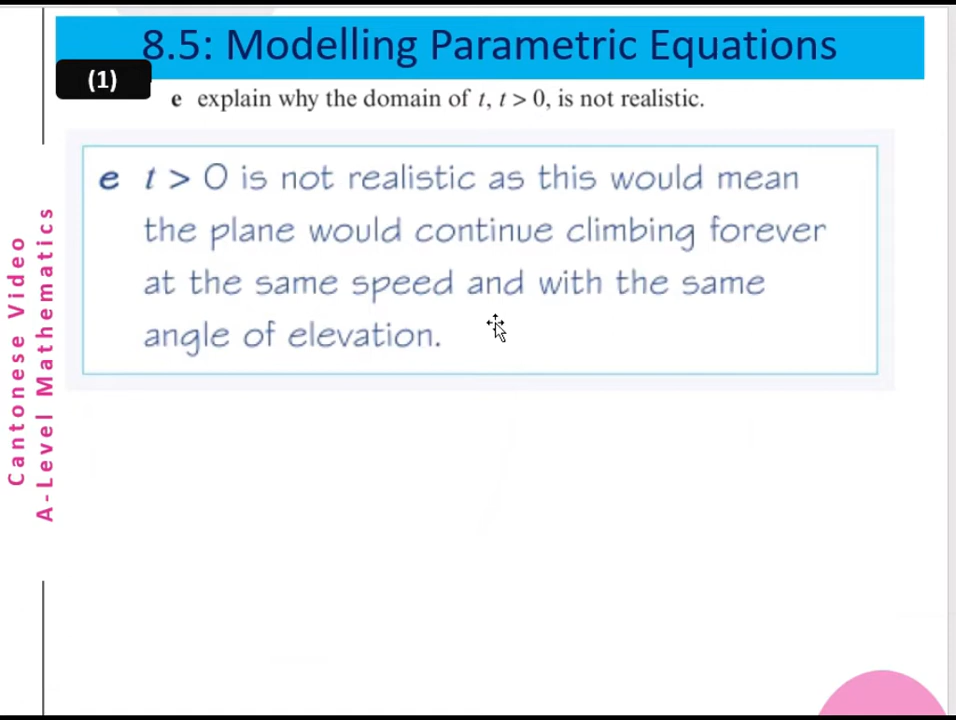 8.5: Modelling Parametric Equations
(1)
e explain why the domain of t, t > 0, is not realistic.
e t > 0 is not realistic as this would mean
the plane would continue climbing forever
at the same speed and with the same
angle of elevation.
Cantonese Video
A-Level Mathematics